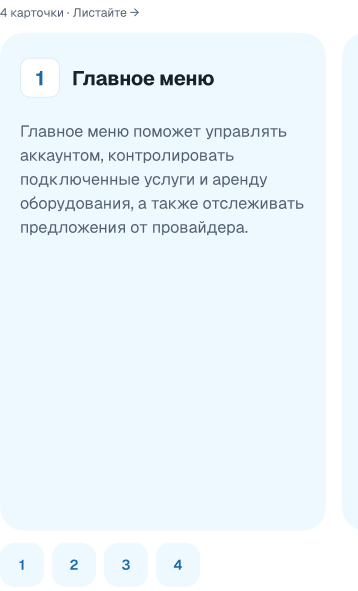 4 карточки · Листайте →
1
Главное меню
Главное меню поможет управлять
аккаунтом, контролировать
подключенные услуги и аренду
оборудования, а также отслеживать
предложения от провайдера.
1 2 3 4